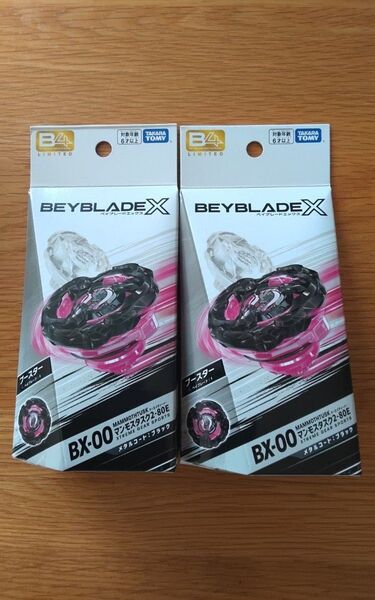 B4
LIMITED
対象年齢
6才以上
TAKARA
TOMY
BEYBLADE X
ベイブレードエックス
ブースター
BX-00
MAMMOTHTUSK
マンモスタスク2-80E
XTREME GEAR SPORTS
メタルコート:ブラック
B4
LIMITED
対象年齢
6才以上
TAKARA
TOMY
BEYBLADE X
ベイブレードエックス
ブースター
BX-00
MAMMOTHTUSK
マンモスタスク2-80E
XTREME GEAR SPORTS
メタルコート:ブラック